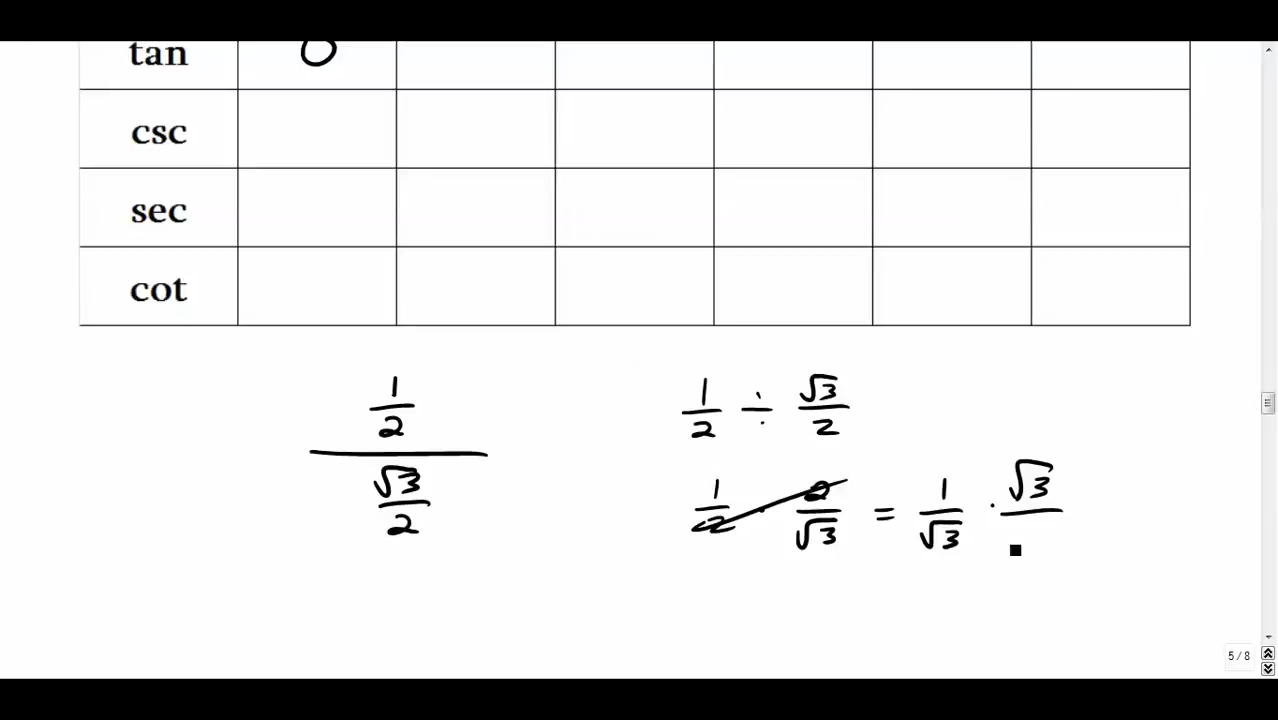 tan 0
csc
sec
cot
1/2 / √3/2
1/2 ÷ √3/2
1/2 · 2/√3 = 1/√3 · √3/
5 / 8